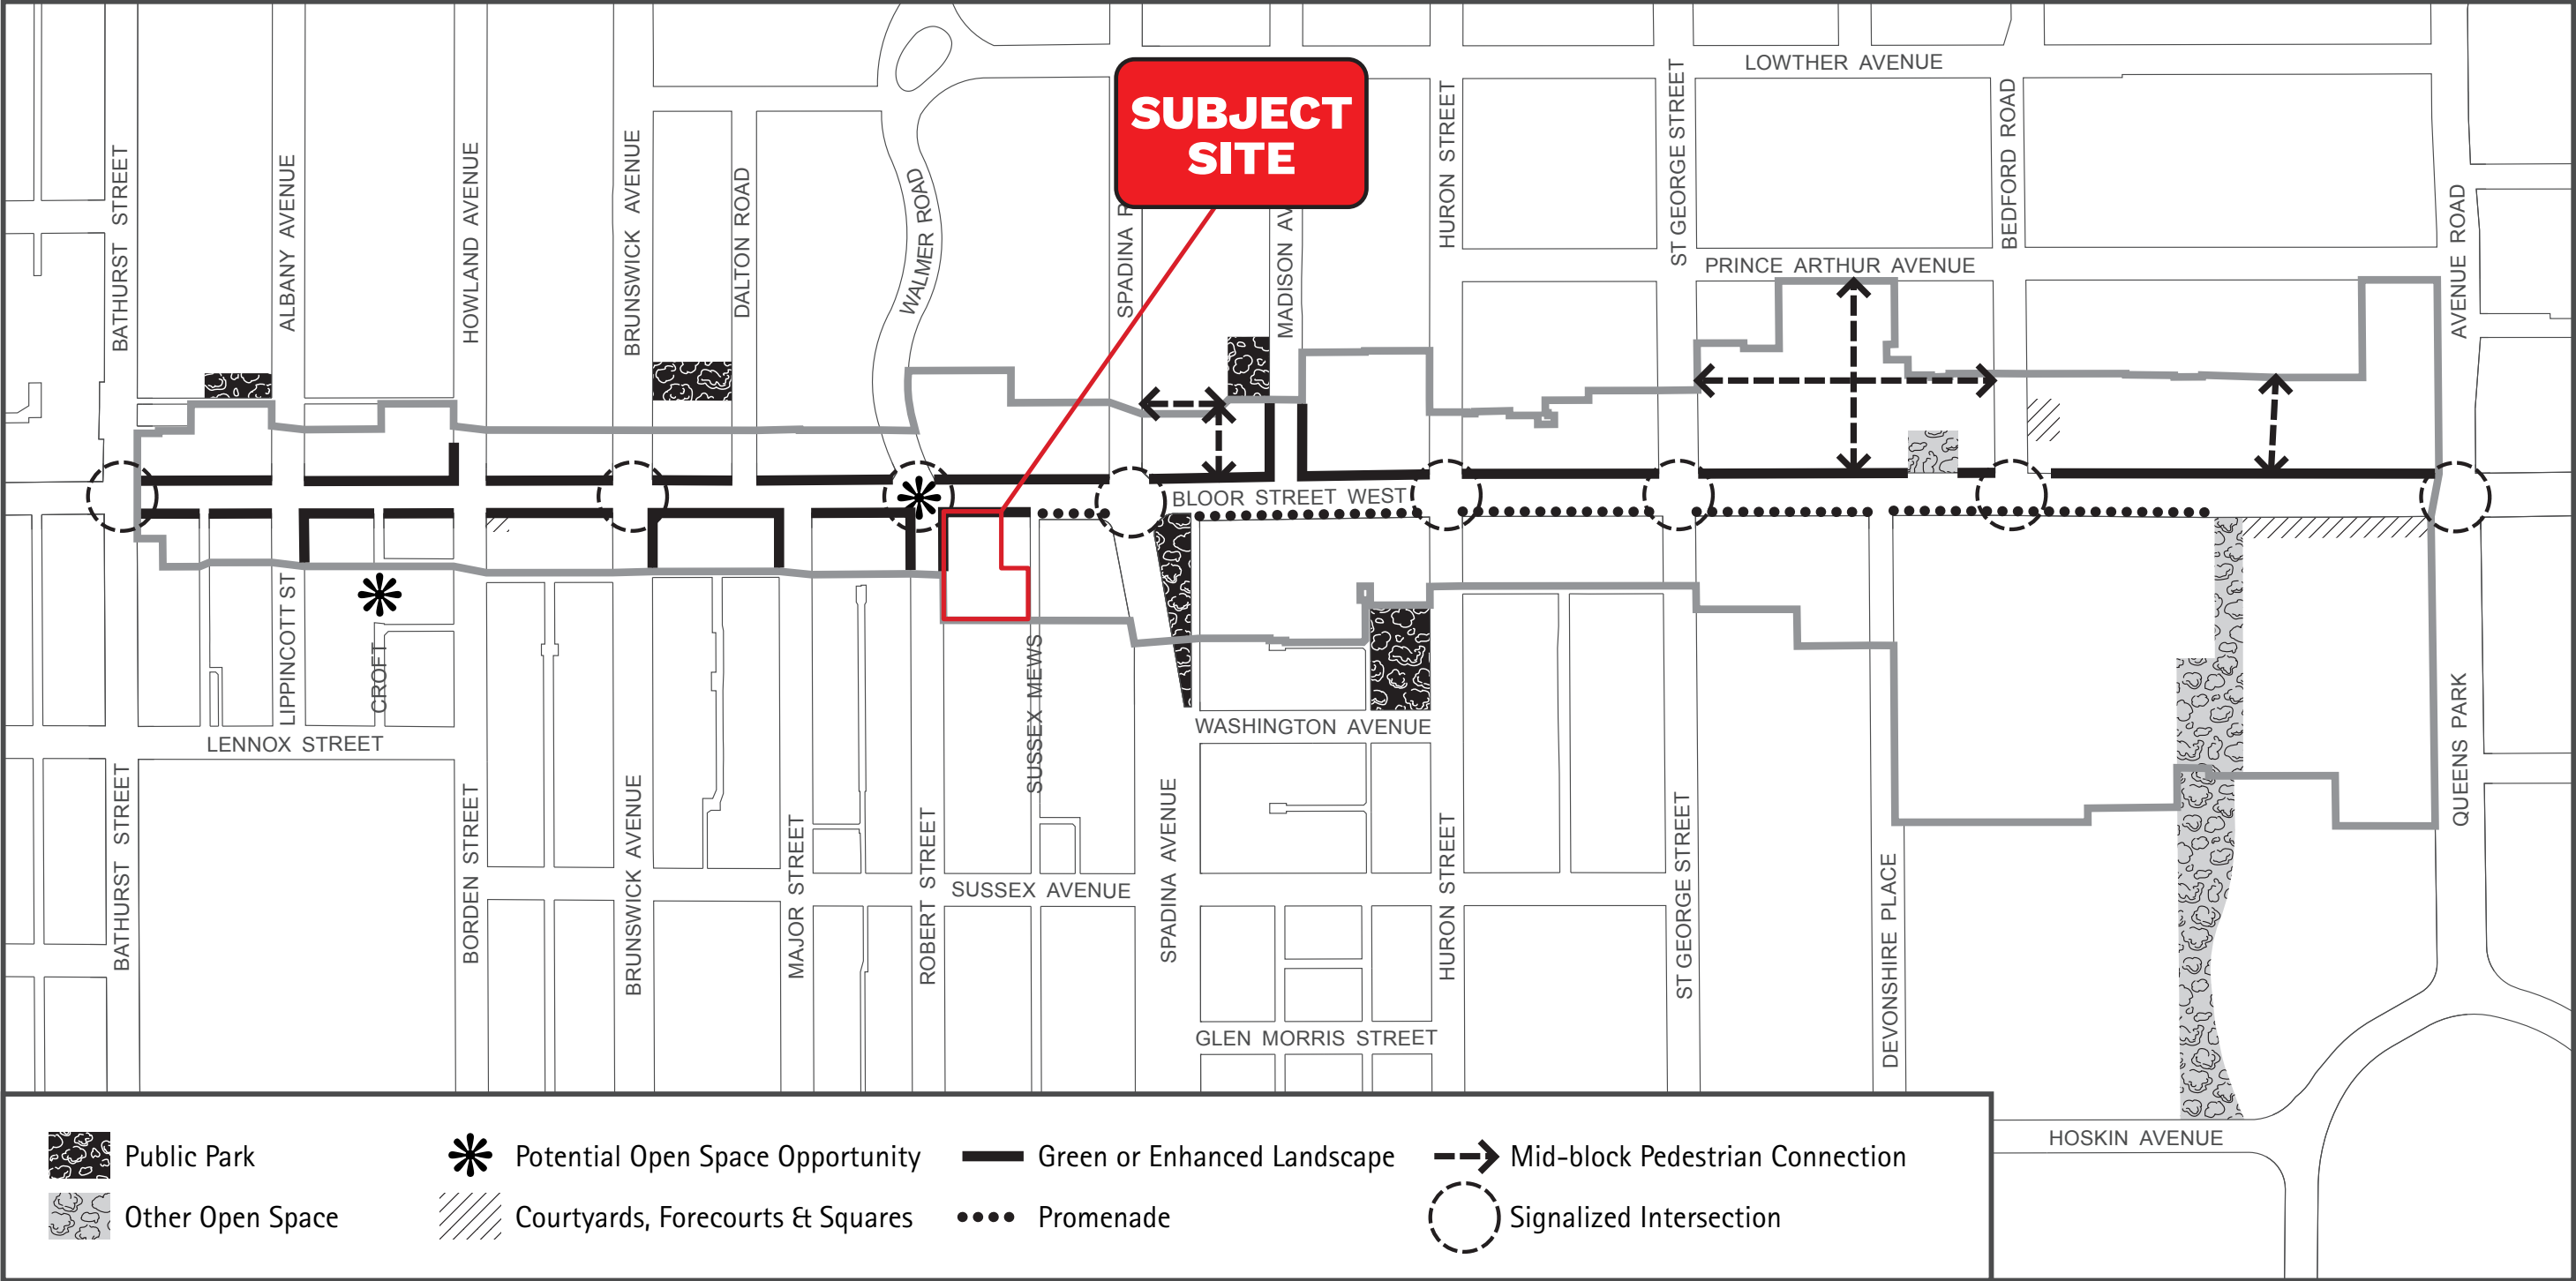 LOWTHER AVENUE
SUBJECT
SITE
BATHURST STREET
ALBANY AVENUE
HOWLAND AVENUE
BRUNSWICK AVENUE
DALTON ROAD
WALMER ROAD
SPADINA R
MADISON AV
HURON STREET
ST GEORGE STREET
BEDFORD ROAD
AVENUE ROAD
PRINCE ARTHUR AVENUE
BLOOR STREET WEST
LIPPINCOTT ST
CROFT
SUSSEX MEWS
WASHINGTON AVENUE
LENNOX STREET
QUEENS PARK
BATHURST STREET
BORDEN STREET
BRUNSWICK AVENUE
MAJOR STREET
ROBERT STREET
SUSSEX AVENUE
SPADINA AVENUE
HURON STREET
ST GEORGE STREET
DEVONSHIRE PLACE
GLEN MORRIS STREET
HOSKIN AVENUE
Public Park
Potential Open Space Opportunity
Green or Enhanced Landscape
Mid-block Pedestrian Connection
Other Open Space
Courtyards, Forecourts & Squares
Promenade
Signalized Intersection